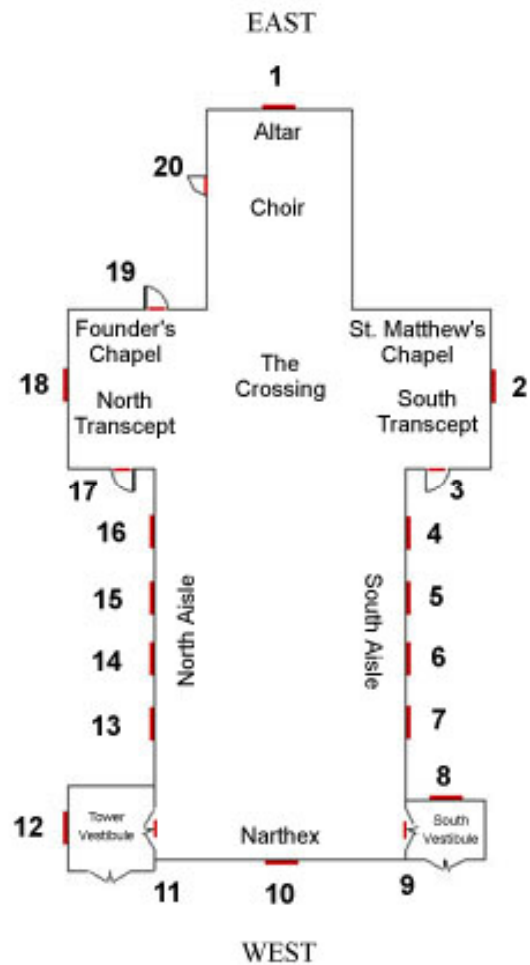 EAST
1
Altar
20
Choir
19
Founder's
Chapel
St. Matthew's
Chapel
The
Crossing
18
2
North
Transcept
South
Transcept
17
3
16
4
15
5
North Aisle
South Aisle
14
6
13
7
8
12
Tower
Vestibule
Narthex
South
Vestibule
11
10
9
WEST